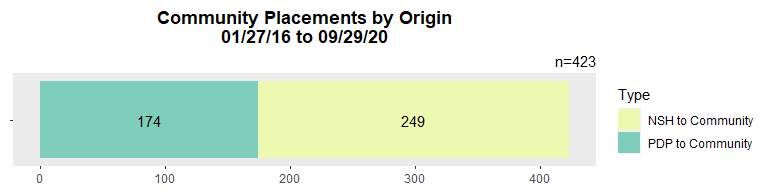 Community Placements by Origin
01/27/16 to 09/29/20
n=423
174
249
Type
NSH to Community
PDP to Community
0
100
200
300
400